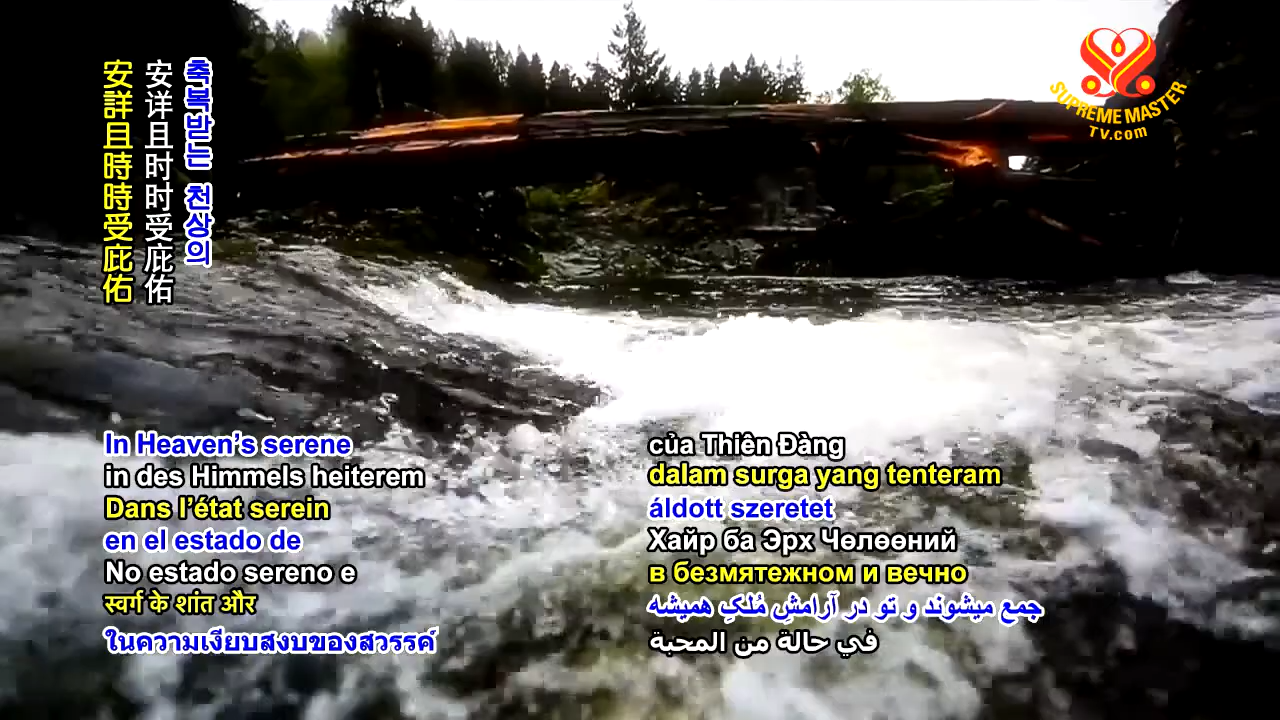 축복받는 천상의
安详且时时受庇佑
安詳且時時受庇佑
SUPREME MASTER
TV.com
In Heaven's serene
in des Himmels heiterem
Dans l'état serein
en el estado de
No estado sereno e
स्वर्ग के शांत और
ในความเงียบสงบของสวรรค์
của Thiên Đàng
dalam surga yang tenteram
áldott szeretet
Хайр ба Эрх Чөлөөний
в безмятежном и вечно
جمع میشوند و تو در آرامشِ مُلکِ همیشه
في حالة من المحبة